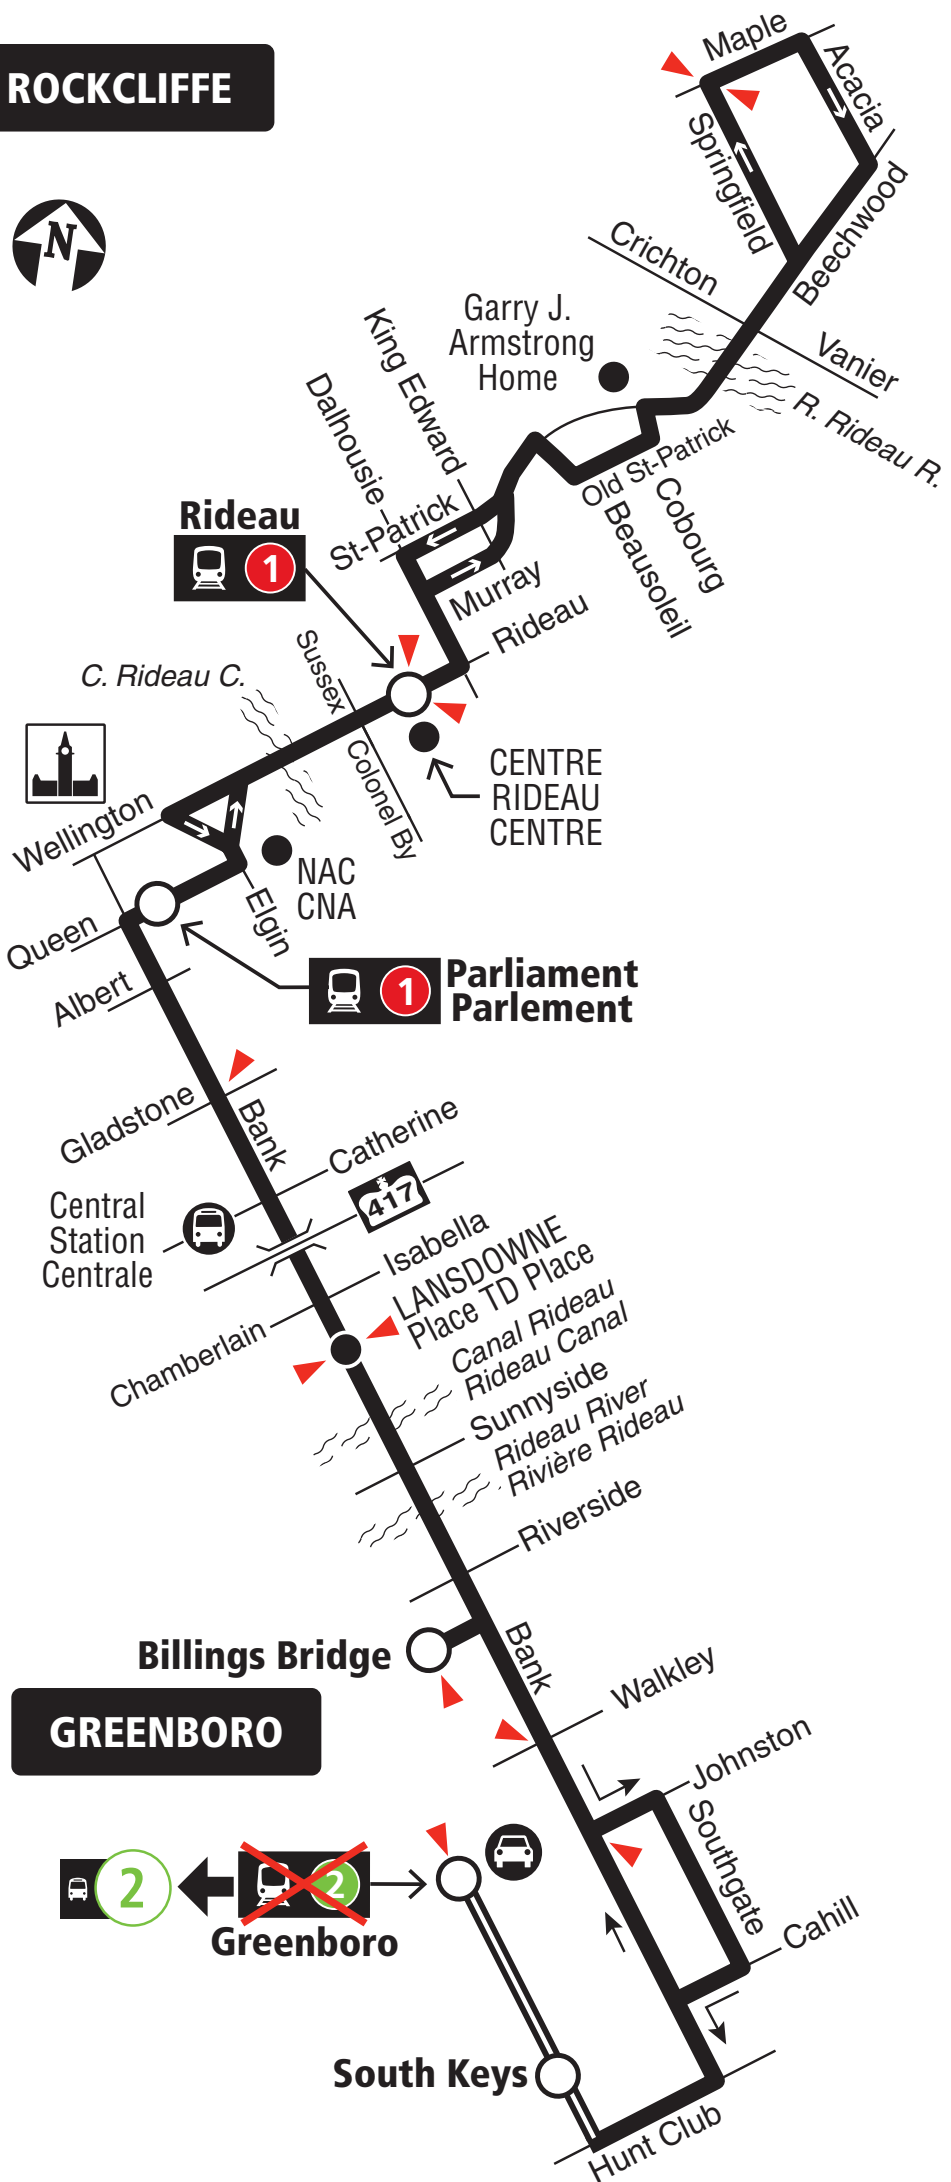 Maple
ROCKCLIFFE
Acacia
Springfield
Beechwood
N
Crichton
Vanier
Garry J.
Armstrong
Home
King Edward
Dalhousie
R. Rideau R.
Old St-Patrick
Cobourg
Beausoleil
St-Patrick
Rideau
1
Murray
Rideau
Sussex
C. Rideau C.
Colonel By
CENTRE
RIDEAU
CENTRE
Wellington
NAC
CNA
Elgin
Queen
Albert
Parliament
1
Parlement
Gladstone
Bank
Catherine
417
Central
Station
Centrale
Isabella
LANSDOWNE
Place TD Place
Chamberlain
Canal Rideau
Rideau Canal
Sunnyside
Rideau River
Rivière Rideau
Riverside
Billings Bridge
Bank
Walkley
GREENBORO
Johnston
Southgate
2
2
Greenboro
Cahill
South Keys
Hunt Club